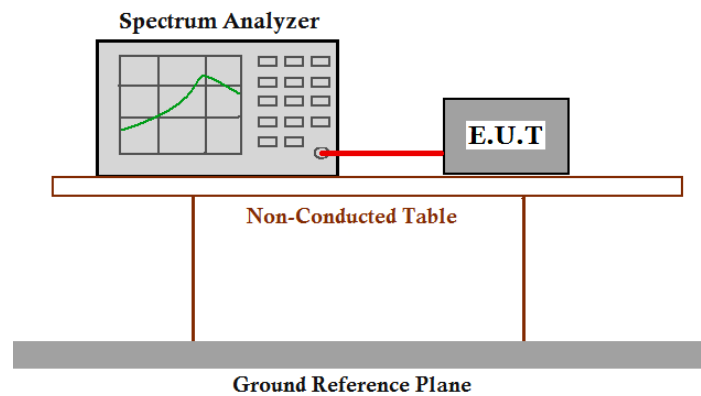 Spectrum Analyzer
E.U.T
Non-Conducted Table
Ground Reference Plane